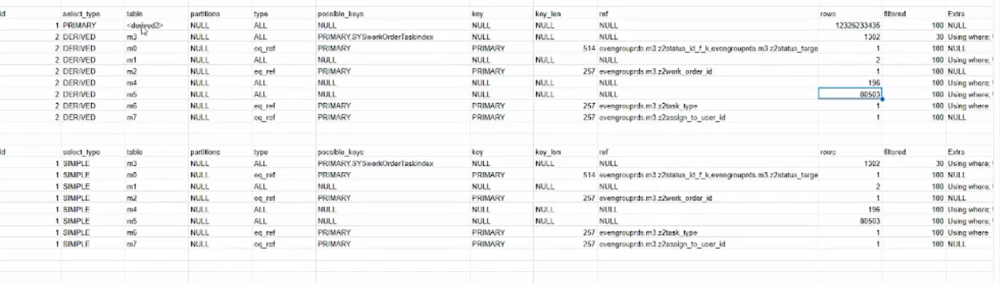 id select_type table partitions type possible_keys key key_len ref rows filtered Extra
1 PRIMARY <derived2> NULL ALL NULL NULL NULL NULL 12326233435 100 NULL
2 DERIVED m3 NULL ALL PRIMARY,SYSworkOrderTaskindex NULL NULL NULL 1302 30 Using where;
2 DERIVED m0 NULL eq_ref PRIMARY PRIMARY 514 evengrouprds.m3.z2status_id_f_k,evengrouprds.m3.z2status_targe 1 100 NULL
2 DERIVED m1 NULL ALL NULL NULL NULL NULL 2 100 Using where;
2 DERIVED m2 NULL eq_ref PRIMARY PRIMARY 257 evengrouprds.m3.z2work_order_id 1 100 NULL
2 DERIVED m4 NULL ALL NULL NULL NULL NULL 196 100 Using where;
2 DERIVED m5 NULL ALL NULL NULL NULL NULL 80503 100 Using where;
2 DERIVED m6 NULL eq_ref PRIMARY PRIMARY 257 evengrouprds.m3.z2task_type 1 100 Using where
2 DERIVED m7 NULL eq_ref PRIMARY PRIMARY 257 evengrouprds.m3.z2assign_to_user_id 1 100 NULL
id select_type table partitions type possible_keys key key_len ref rows filtered Extra
1 SIMPLE m3 NULL ALL PRIMARY,SYSworkOrderTaskindex NULL NULL NULL 1302 30 Using where;
1 SIMPLE m0 NULL eq_ref PRIMARY PRIMARY 514 evengrouprds.m3.z2status_id_f_k,evengrouprds.m3.z2status_targe 1 100 NULL
1 SIMPLE m1 NULL ALL NULL NULL NULL NULL 2 100 Using where;
1 SIMPLE m2 NULL eq_ref PRIMARY PRIMARY 257 evengrouprds.m3.z2work_order_id 1 100 NULL
1 SIMPLE m4 NULL ALL NULL NULL NULL NULL 196 100 Using where;
1 SIMPLE m5 NULL ALL NULL NULL NULL NULL 80503 100 Using where;
1 SIMPLE m6 NULL eq_ref PRIMARY PRIMARY 257 evengrouprds.m3.z2task_type 1 100 Using where
1 SIMPLE m7 NULL eq_ref PRIMARY PRIMARY 257 evengrouprds.m3.z2assign_to_user_id 1 100 NULL